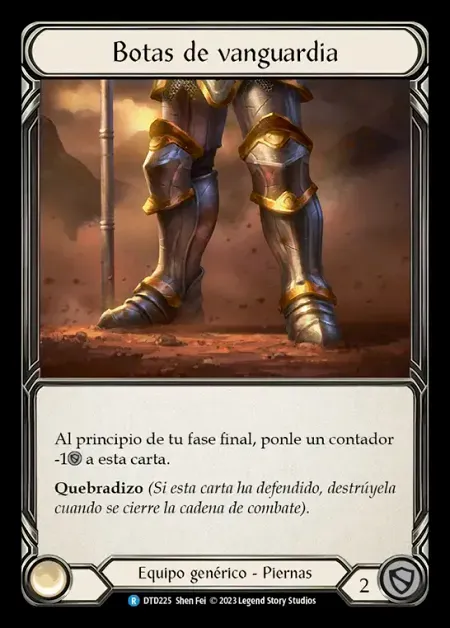 Botas de vanguardia
Al principio de tu fase final, ponle un contador
-1 a esta carta.
Quebradizo (Si esta carta ha defendido, destrúyela
cuando se cierre la cadena de combate).
Equipo genérico - Piernas
2
R DTD225 Shen Fei © 2023 Legend Story Studios